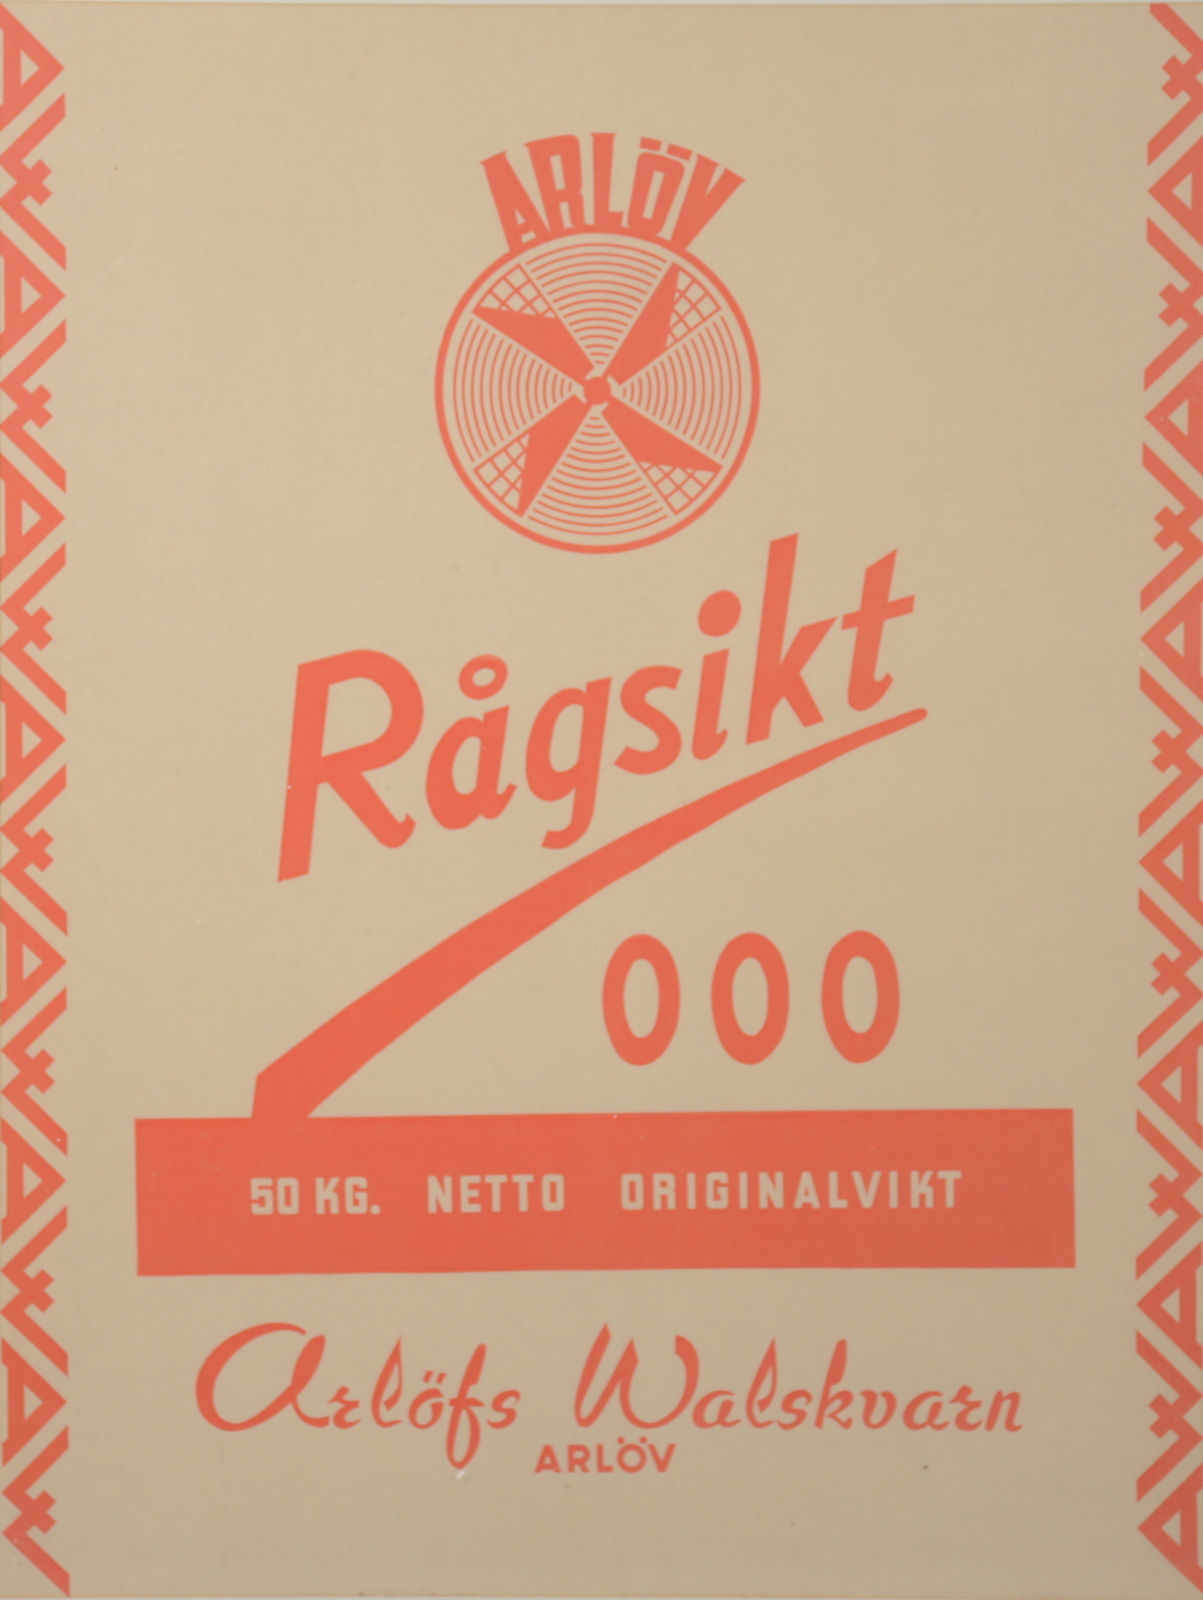 ARLÖV
Rågsikt
000
50 KG. NETTO ORIGINALVIKT
Arlöfs Walskvarn
ARLÖV